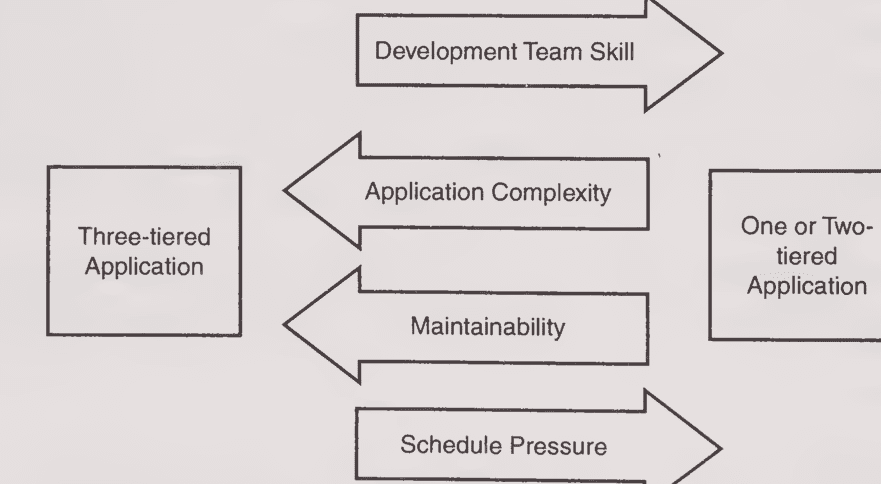 Development Team Skill
Application Complexity
Three-tiered
Application
One or Two-
tiered
Application
Maintainability
Schedule Pressure